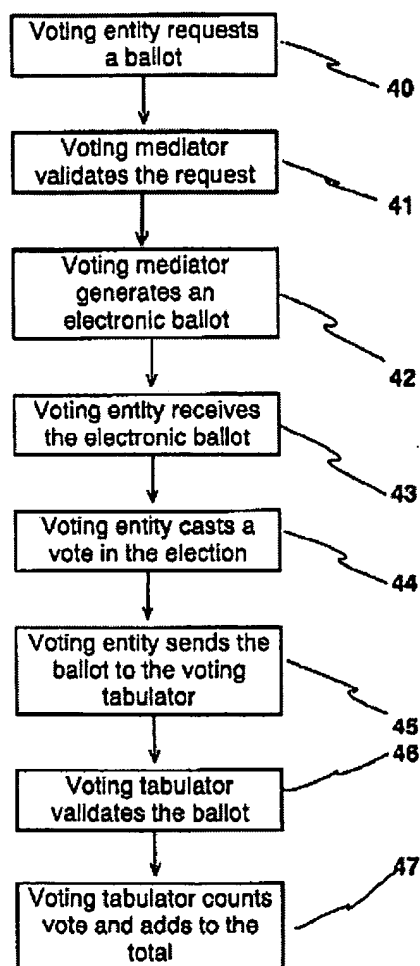 Voting entity requests
a ballot
40
Voting mediator
validates the request
41
Voting mediator
generates an
electronic ballot
42
Voting entity receives
the electronic ballot
43
Voting entity casts a
vote in the election
44
Voting entity sends the
ballot to the voting
tabulator
45
Voting tabulator
validates the ballot
46
Voting tabulator counts
vote and adds to the
total
47